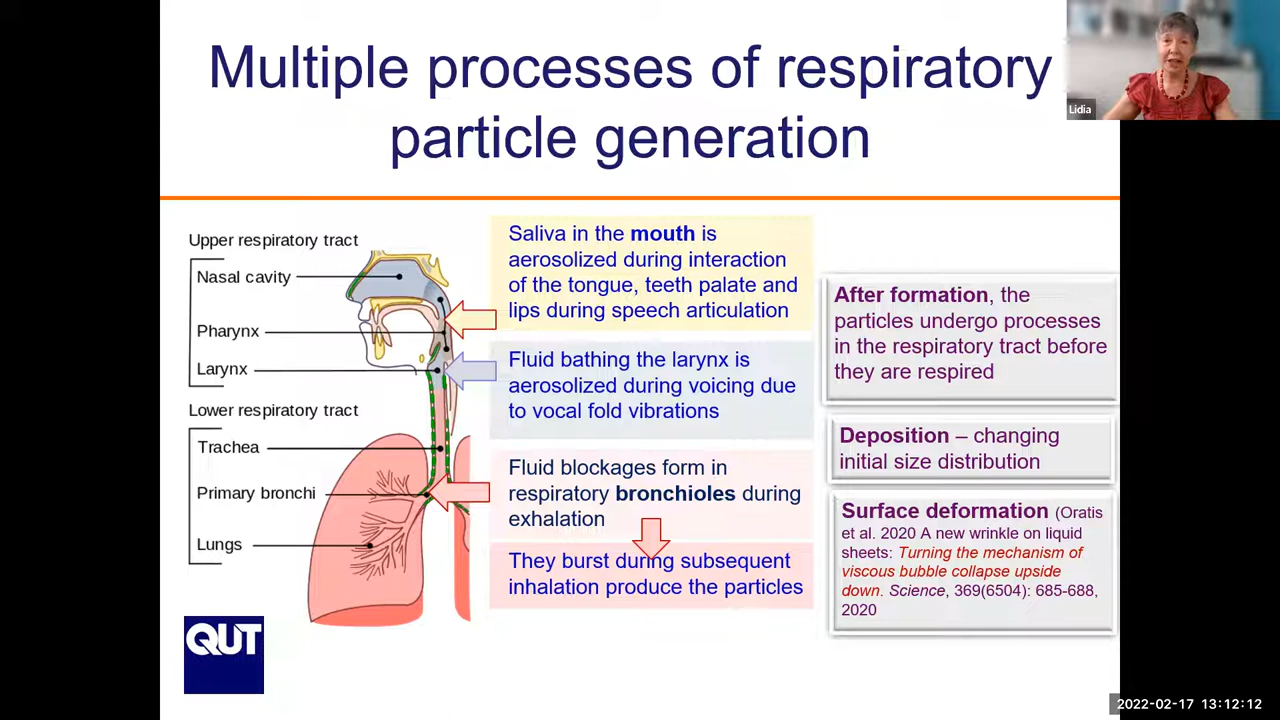 Multiple processes of respiratory
particle generation
Lidia
Upper respiratory tract
Nasal cavity
Pharynx
Larynx
Lower respiratory tract
Trachea
Primary bronchi
Lungs
Saliva in the mouth is
aerosolized during interaction
of the tongue, teeth palate and
lips during speech articulation
Fluid bathing the larynx is
aerosolized during voicing due
to vocal fold vibrations
Fluid blockages form in
respiratory bronchioles during
exhalation
They burst during subsequent
inhalation produce the particles
After formation, the
particles undergo processes
in the respiratory tract before
they are respired
Deposition – changing
initial size distribution
Surface deformation (Oratis
et al. 2020 A new wrinkle on liquid
sheets: Turning the mechanism of
viscous bubble collapse upside
down. Science, 369(6504): 685-688,
2020
QUT
2022-02-17 13:12:12